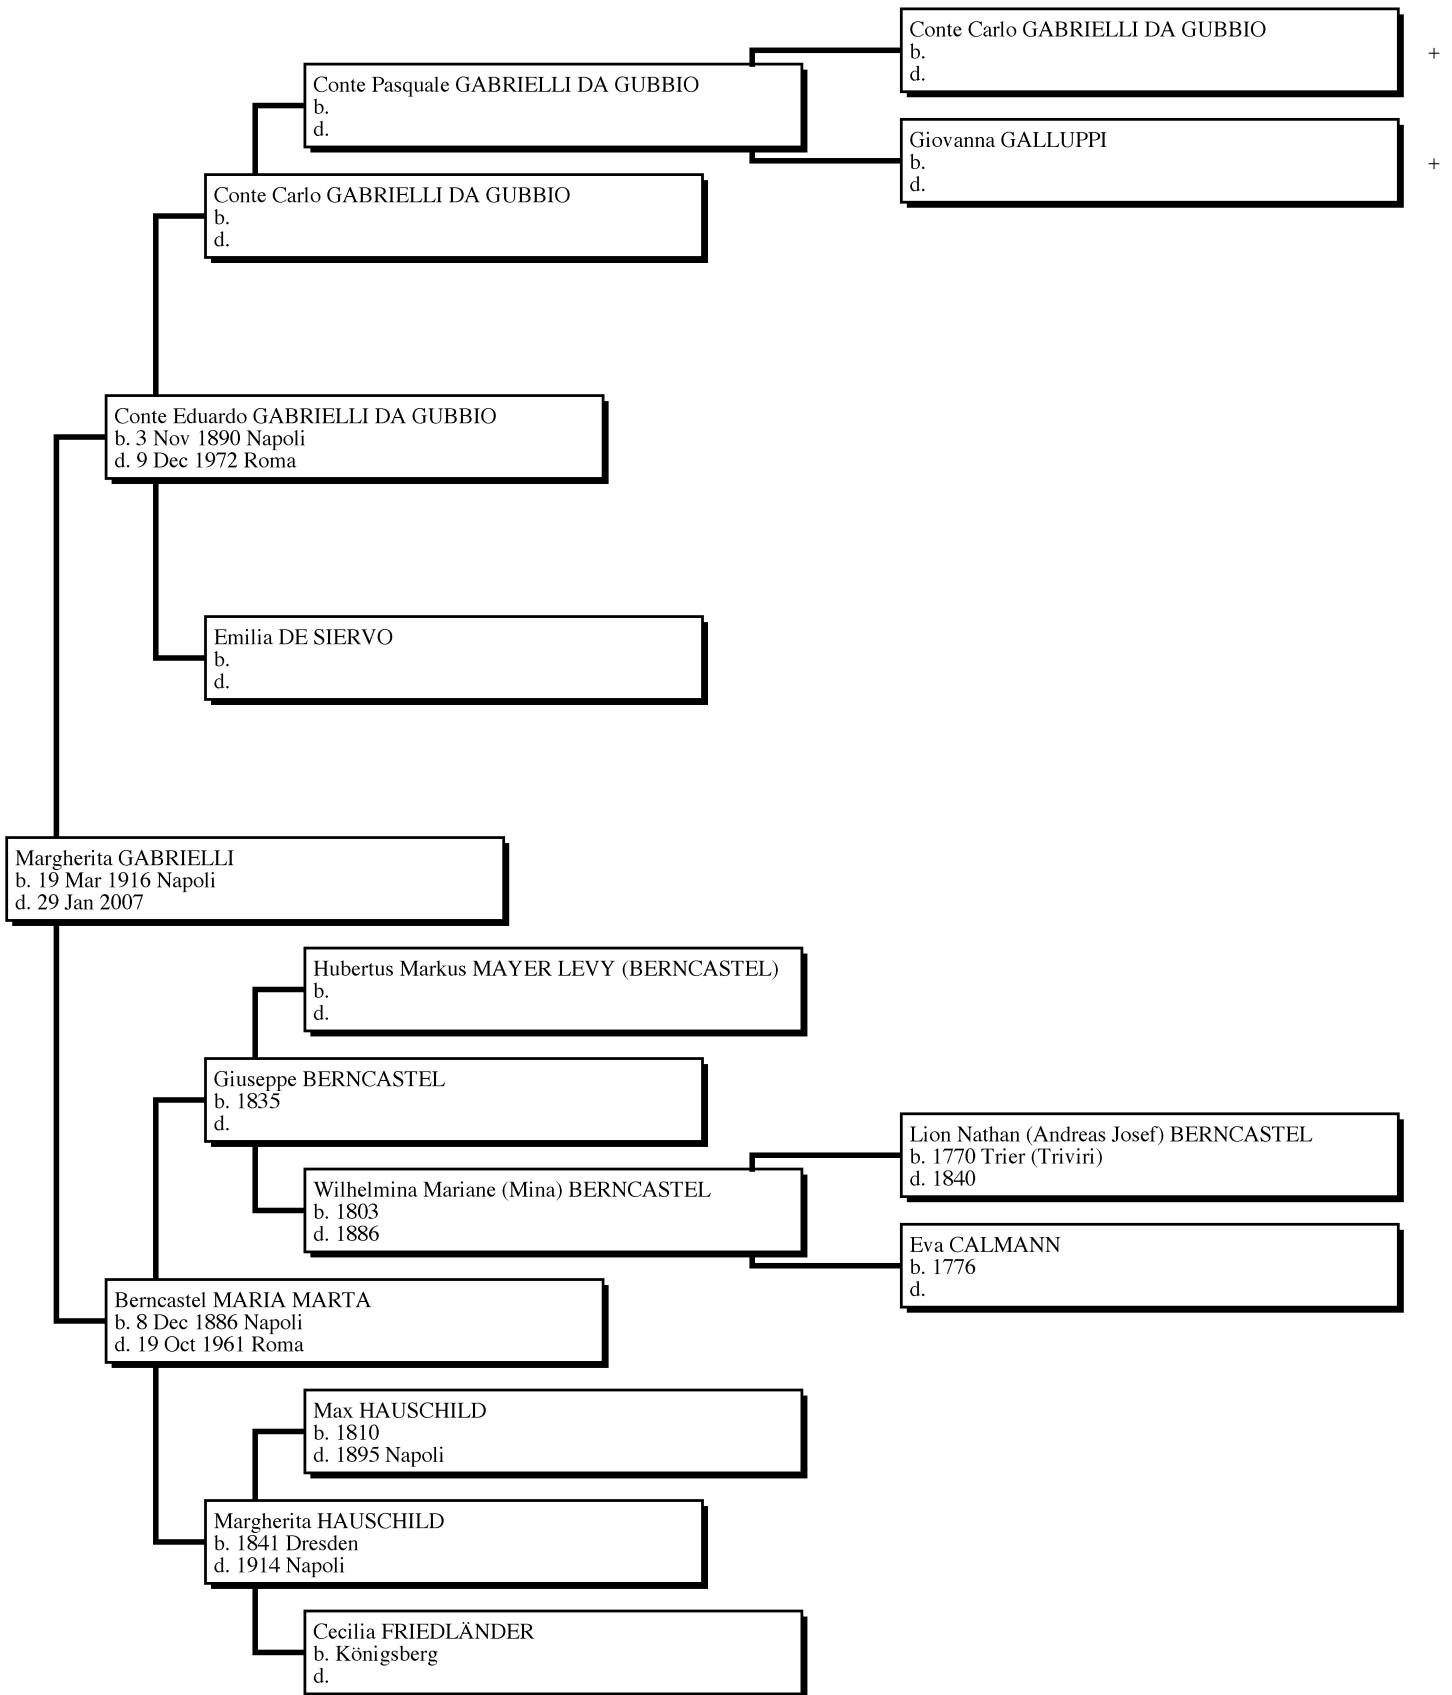 Conte Carlo GABRIELLI DA GUBBIO
b.
d.
+
Conte Pasquale GABRIELLI DA GUBBIO
b.
d.
Giovanna GALLUPPI
b.
d.
+
Conte Carlo GABRIELLI DA GUBBIO
b.
d.
Conte Eduardo GABRIELLI DA GUBBIO
b. 3 Nov 1890 Napoli
d. 9 Dec 1972 Roma
Emilia DE SIERVO
b.
d.
Margherita GABRIELLI
b. 19 Mar 1916 Napoli
d. 29 Jan 2007
Hubertus Markus MAYER LEVY (BERNCASTEL)
b.
d.
Giuseppe BERNCASTEL
b. 1835
d.
Lion Nathan (Andreas Josef) BERNCASTEL
b. 1770 Trier (Triviri)
d. 1840
Wilhelmina Mariane (Mina) BERNCASTEL
b. 1803
d. 1886
Eva CALMANN
b. 1776
d.
Berncastel MARIA MARTA
b. 8 Dec 1886 Napoli
d. 19 Oct 1961 Roma
Max HAUSCHILD
b. 1810
d. 1895 Napoli
Margherita HAUSCHILD
b. 1841 Dresden
d. 1914 Napoli
Cecilia FRIEDLÄNDER
b. Königsberg
d.